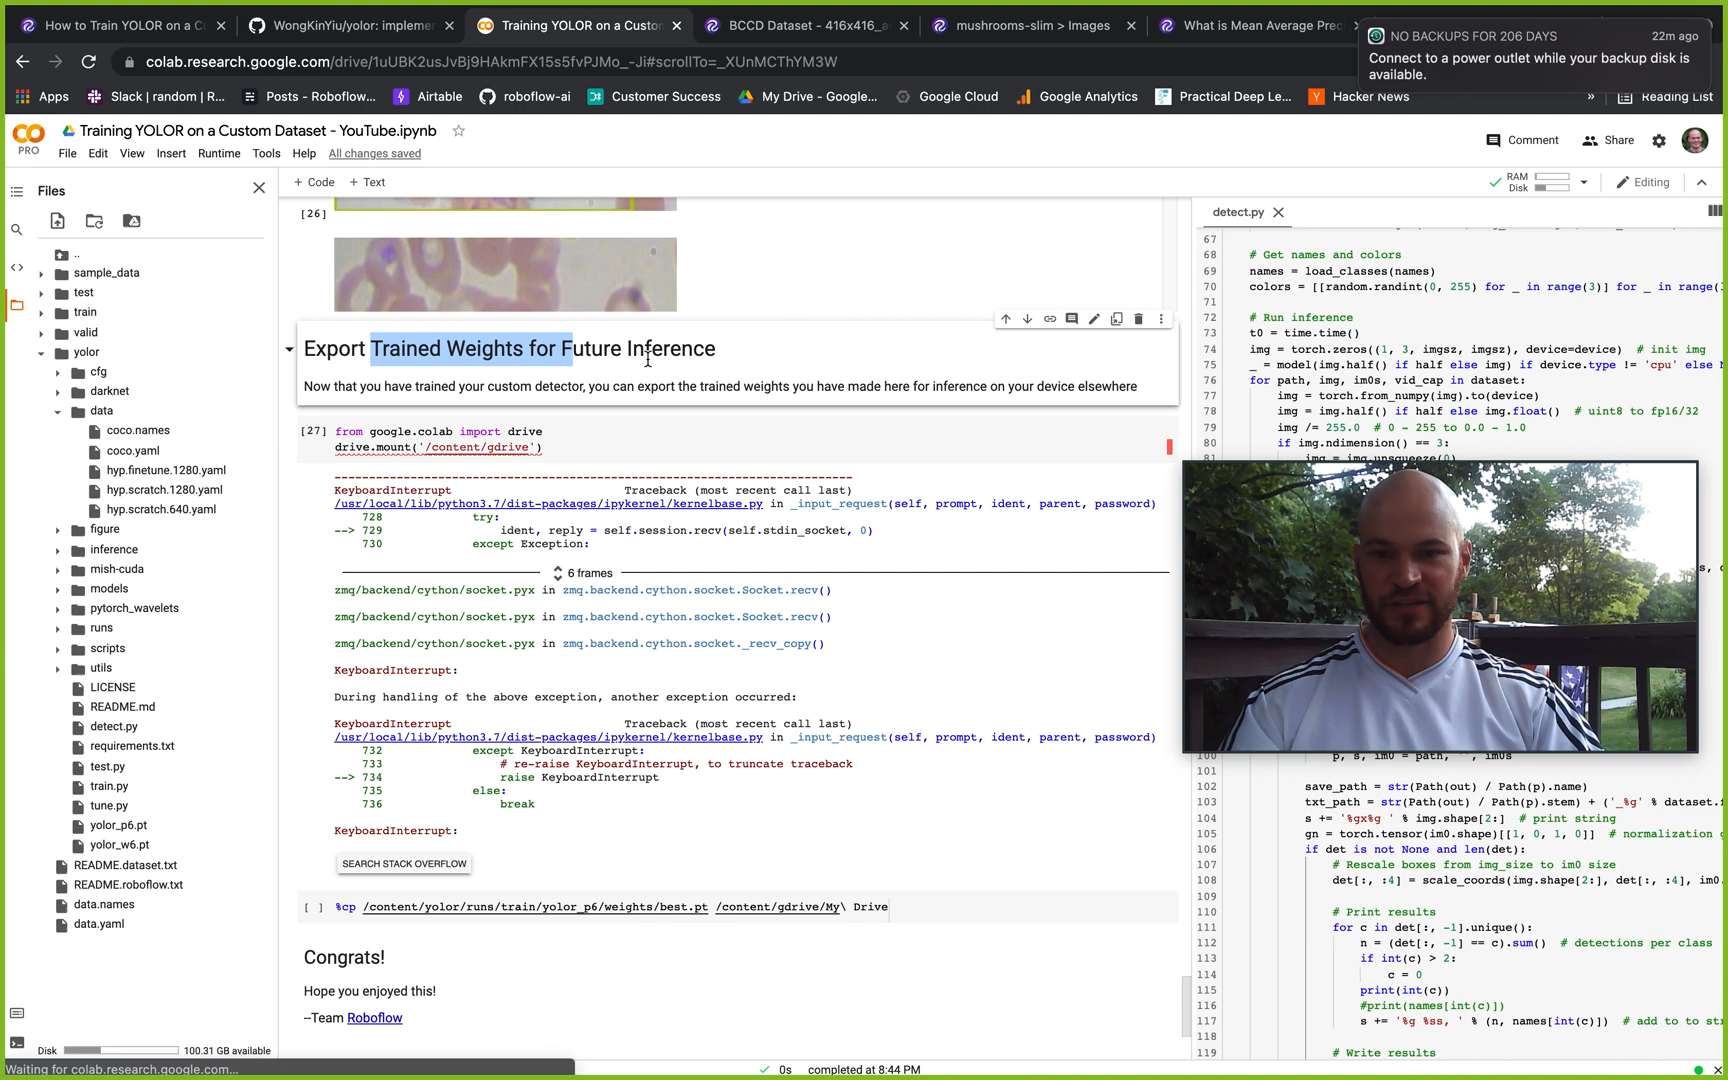 How to Train YOLOR on a C
WongKinYiu/yolor: impleme
Training YOLOR on a Custo
BCCD Dataset - 416x416_a
mushrooms-slim > Images
What is Mean Average Prec
NO BACKUPS FOR 206 DAYS
22m ago
Connect to a power outlet while your backup disk is
available.
colab.research.google.com/drive/1uUBK2usJvBj9HAkmFX15s5fvPJMo_-Ji#scrollTo=_XUnMCThYM3W
Apps
Slack | random | R...
Posts - Roboflow...
Airtable
roboflow-ai
Customer Success
My Drive - Google...
Google Cloud
Google Analytics
Practical Deep Le...
Hacker News
»
Reading List
CO
PRO
Training YOLOR on a Custom Dataset - YouTube.ipynb
File Edit View Insert Runtime Tools Help All changes saved
Comment
Share
Files
+ Code + Text
RAM
Disk
Editing
..
sample_data
test
train
valid
yolor
cfg
darknet
data
coco.names
coco.yaml
hyp.finetune.1280.yaml
hyp.scratch.1280.yaml
hyp.scratch.640.yaml
figure
inference
mish-cuda
models
pytorch_wavelets
runs
scripts
utils
LICENSE
README.md
detect.py
requirements.txt
test.py
train.py
tune.py
yolor_p6.pt
yolor_w6.pt
README.dataset.txt
README.roboflow.txt
data.names
data.yaml
Disk
100.31 GB available
[26]
Export Trained Weights for Future Inference
Now that you have trained your custom detector, you can export the trained weights you have made here for inference on your device elsewhere
[27] from google.colab import drive
drive.mount('/content/gdrive')
---------------------------------------------------------------------------
KeyboardInterrupt Traceback (most recent call last)
/usr/local/lib/python3.7/dist-packages/ipykernel/kernelbase.py in _input_request(self, prompt, ident, parent, password)
728 try:
--> 729 ident, reply = self.session.recv(self.stdin_socket, 0)
730 except Exception:
6 frames
zmq/backend/cython/socket.pyx in zmq.backend.cython.socket.Socket.recv()
zmq/backend/cython/socket.pyx in zmq.backend.cython.socket.Socket.recv()
zmq/backend/cython/socket.pyx in zmq.backend.cython.socket._recv_copy()
KeyboardInterrupt:
During handling of the above exception, another exception occurred:
KeyboardInterrupt Traceback (most recent call last)
/usr/local/lib/python3.7/dist-packages/ipykernel/kernelbase.py in _input_request(self, prompt, ident, parent, password)
732 except KeyboardInterrupt:
733 # re-raise KeyboardInterrupt, to truncate traceback
--> 734 raise KeyboardInterrupt
735 else:
736 break
KeyboardInterrupt:
SEARCH STACK OVERFLOW
[ ] %cp /content/yolor/runs/train/yolor_p6/weights/best.pt /content/gdrive/My\ Drive
Congrats!
Hope you enjoyed this!
--Team Roboflow
detect.py
67
68 # Get names and colors
69 names = load_classes(names)
70 colors = [[random.randint(0, 255) for _ in range(3)] for _ in range(
71
72 # Run inference
73 t0 = time.time()
74 img = torch.zeros((1, 3, imgsz, imgsz), device=device) # init img
75 _ = model(img.half() if half else img) if device.type != 'cpu' else N
76 for path, img, im0s, vid_cap in dataset:
77 img = torch.from_numpy(img).to(device)
78 img = img.half() if half else img.float() # uint8 to fp16/32
79 img /= 255.0 # 0 - 255 to 0.0 - 1.0
80 if img.ndimension() == 3:
81 img = img.unsqueeze(0)
s, c
100 p, s, im0 = path, '', im0s
101
102 save_path = str(Path(out) / Path(p).name)
103 txt_path = str(Path(out) / Path(p).stem) + ('_%g' % dataset.f
104 s += '%gx%g ' % img.shape[2:] # print string
105 gn = torch.tensor(im0.shape)[[1, 0, 1, 0]] # normalization g
106 if det is not None and len(det):
107 # Rescale boxes from img_size to im0 size
108 det[:, :4] = scale_coords(img.shape[2:], det[:, :4], im0.
109
110 # Print results
111 for c in det[:, -1].unique():
112 n = (det[:, -1] == c).sum() # detections per class
113 if int(c) > 2:
114 c = 0
115 print(int(c))
116 #print(names[int(c)])
117 s += '%g %ss, ' % (n, names[int(c)]) # add to to str
118
119 # Write results
Waiting for colab.research.google.com...
0s completed at 8:44 PM